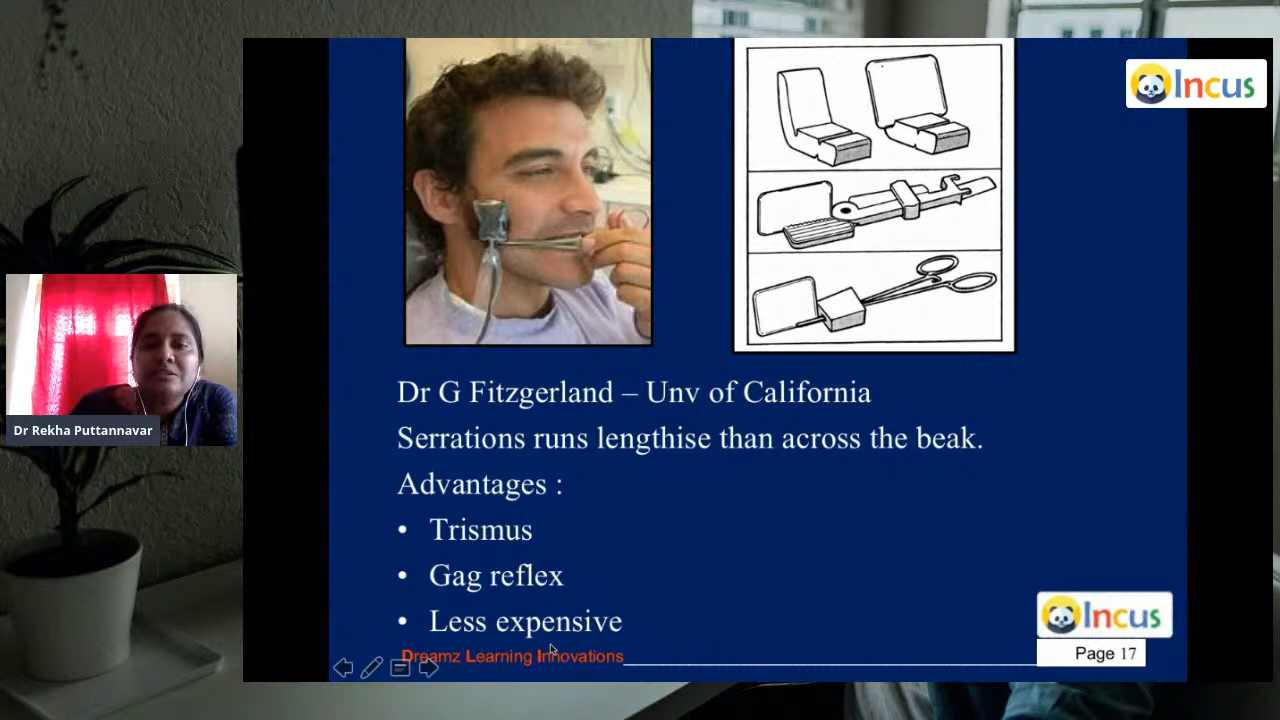 Incus
Dr Rekha Puttannavar
Dr G Fitzgerland – Unv of California
Serrations runs lengthise than across the beak.
Advantages :
• Trismus
• Gag reflex
• Less expensive
Dreamz Learning Innovations
Incus
Page 17